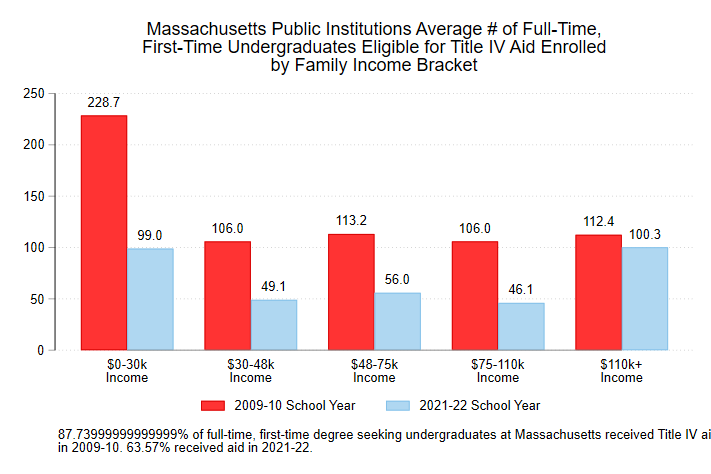 Massachusetts Public Institutions Average # of Full-Time,
First-Time Undergraduates Eligible for Title IV Aid Enrolled
by Family Income Bracket
250
200
150
100
50
0
228.7
99.0
106.0
49.1
113.2
56.0
106.0
46.1
112.4
100.3
$0-30k
Income
$30-48k
Income
$48-75k
Income
$75-110k
Income
$110k+
Income
2009-10 School Year
2021-22 School Year
87.73999999999999% of full-time, first-time degree seeking undergraduates at Massachusetts received Title IV ai
in 2009-10. 63.57% received aid in 2021-22.